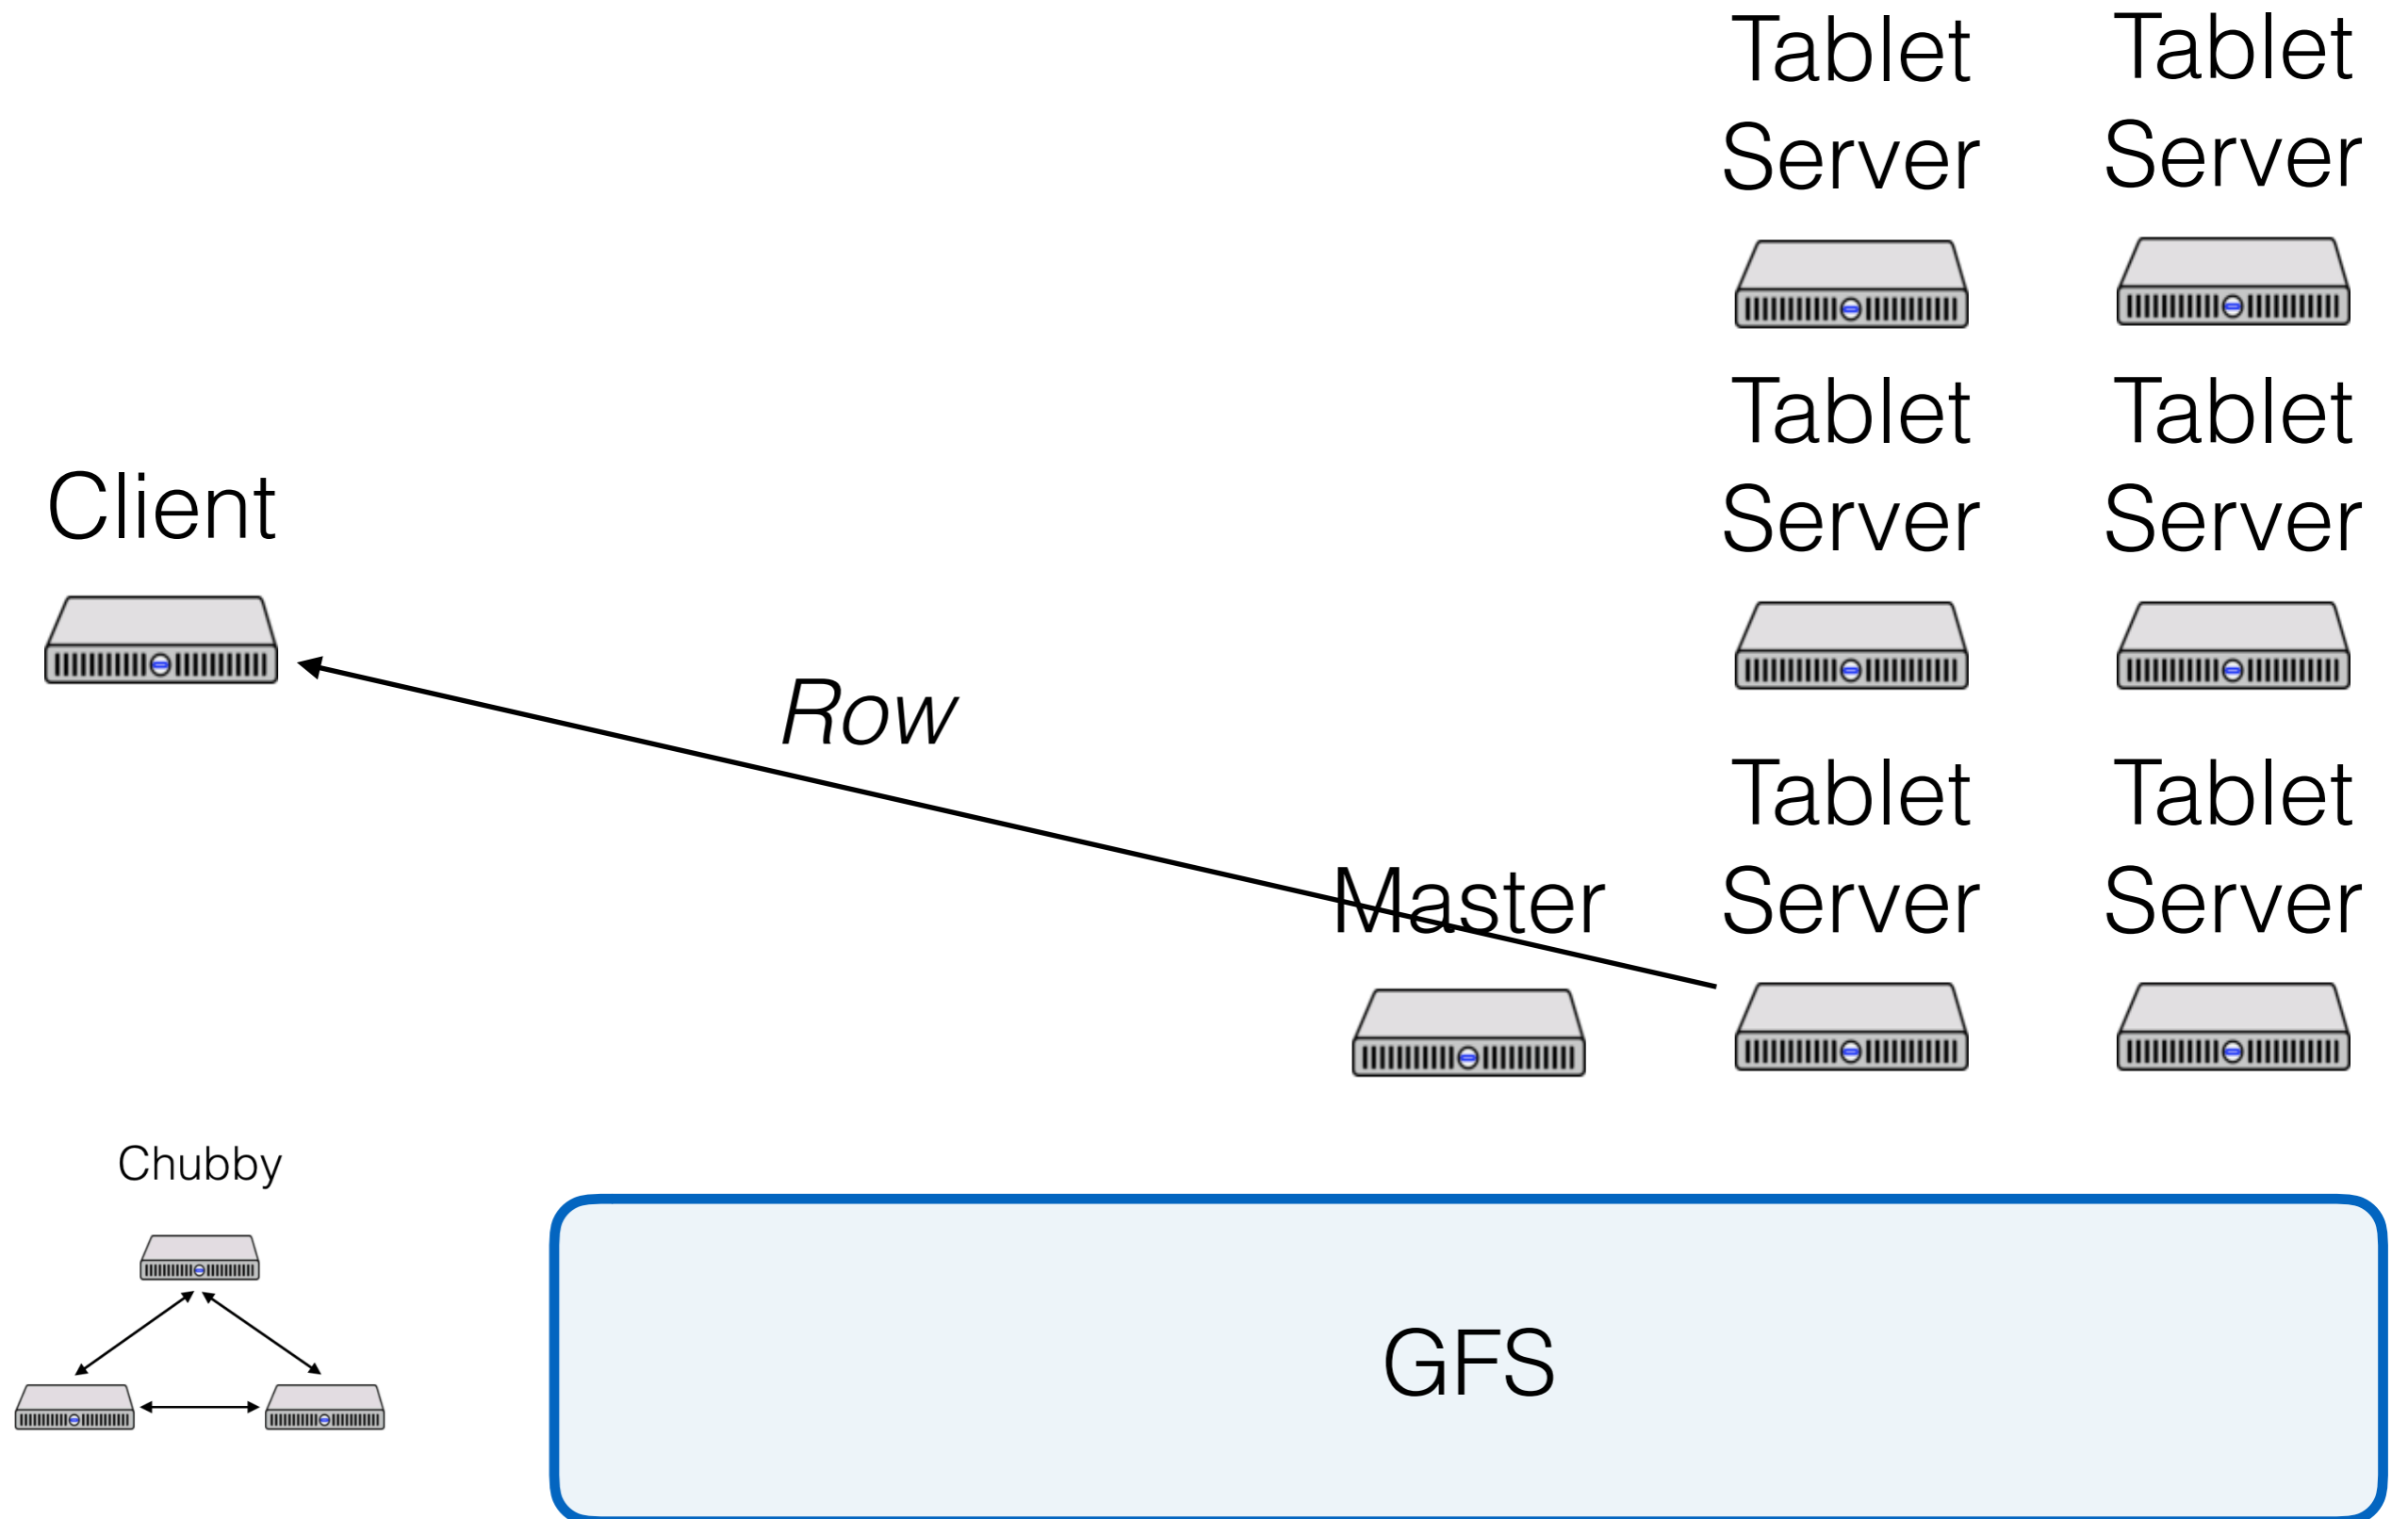 Tablet
Server
Tablet
Server
Tablet
Server
Tablet
Server
Client
Row
Tablet
Server
Tablet
Server
Master
Chubby
GFS